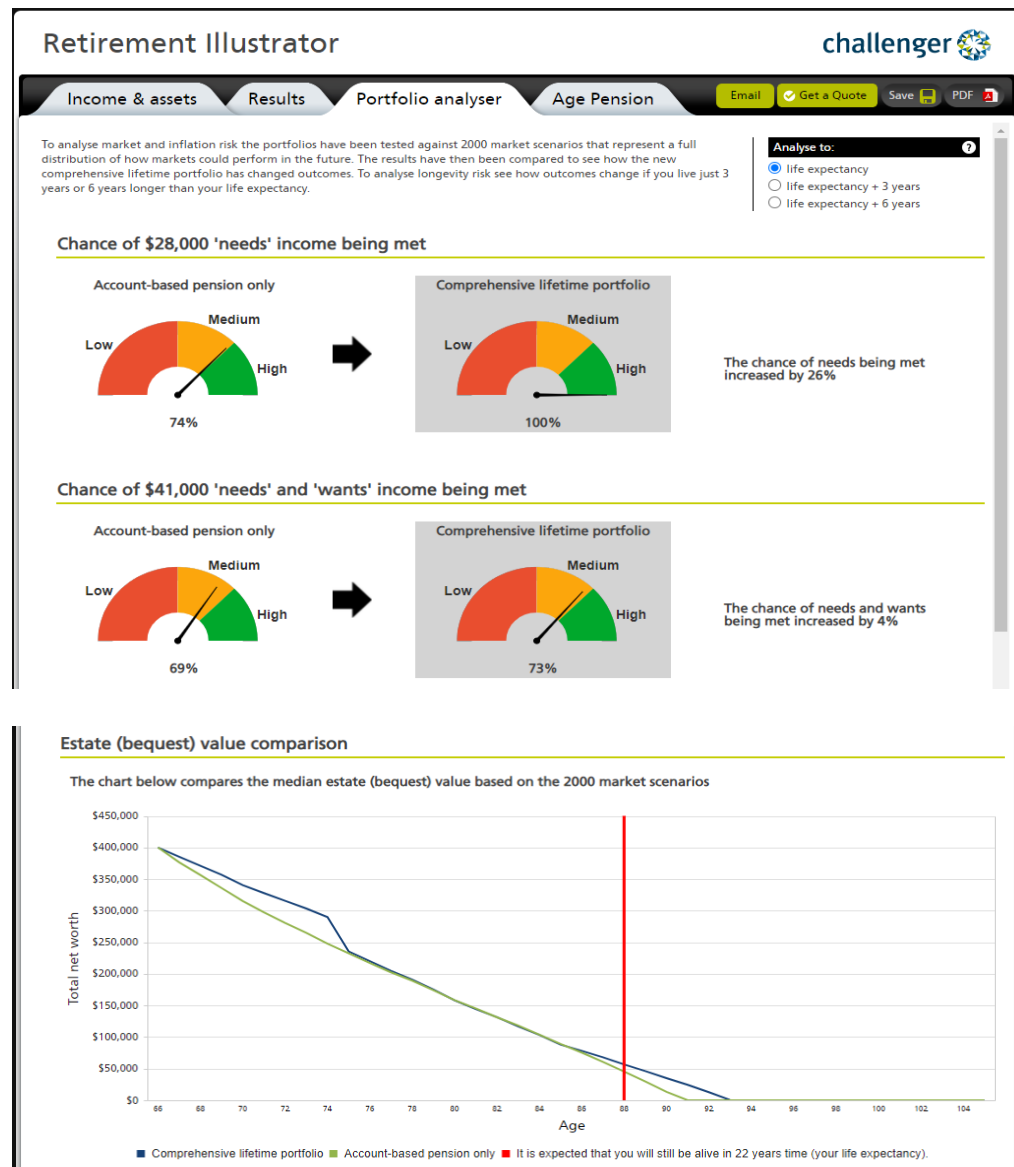 Retirement Illustrator
challenger
Income & assets
Results
Portfolio analyser
Age Pension
Email
Get a Quote
Save
PDF
To analyse market and inflation risk the portfolios have been tested against 2000 market scenarios that represent a full
distribution of how markets could perform in the future. The results have then been compared to see how the new
comprehensive lifetime portfolio has changed outcomes. To analyse longevity risk see how outcomes change if you live just 3
years or 6 years longer than your life expectancy.
Analyse to:
?
life expectancy
life expectancy + 3 years
life expectancy + 6 years
Chance of $28,000 'needs' income being met
Account-based pension only
Low
Medium
High
74%
Comprehensive lifetime portfolio
Low
Medium
High
100%
The chance of needs being met
increased by 26%
Chance of $41,000 'needs' and 'wants' income being met
Account-based pension only
Low
Medium
High
69%
Comprehensive lifetime portfolio
Low
Medium
High
73%
The chance of needs and wants
being met increased by 4%
Estate (bequest) value comparison
The chart below compares the median estate (bequest) value based on the 2000 market scenarios
Total net worth
$450,000
$400,000
$350,000
$300,000
$250,000
$200,000
$150,000
$100,000
$50,000
$0
66 68 70 72 74 76 78 80 82 84 86 88 90 92 94 96 98 100 102 104
Age
Comprehensive lifetime portfolio Account-based pension only It is expected that you will still be alive in 22 years time (your life expectancy).